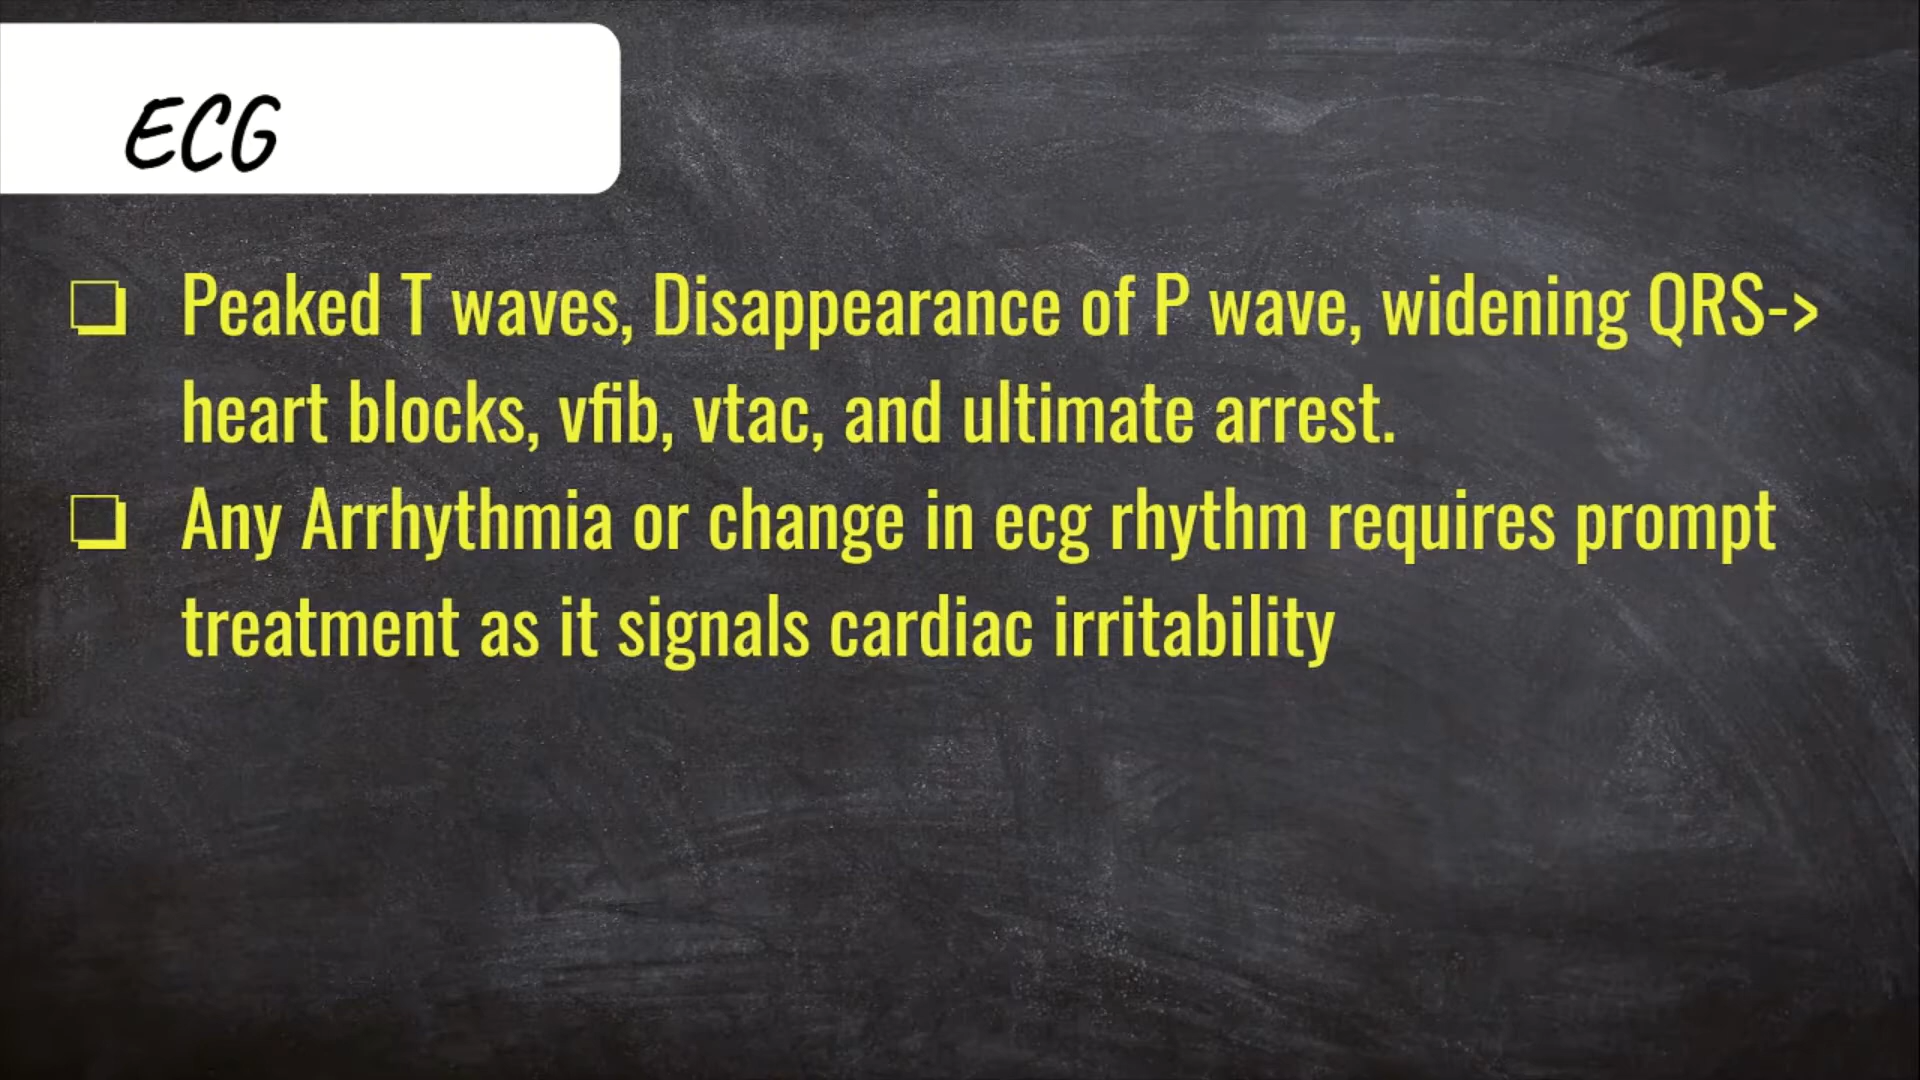 ECG
❏ Peaked T waves, Disappearance of P wave, widening QRS->
heart blocks, vfib, vtac, and ultimate arrest.
❏ Any Arrhythmia or change in ecg rhythm requires prompt
treatment as it signals cardiac irritability